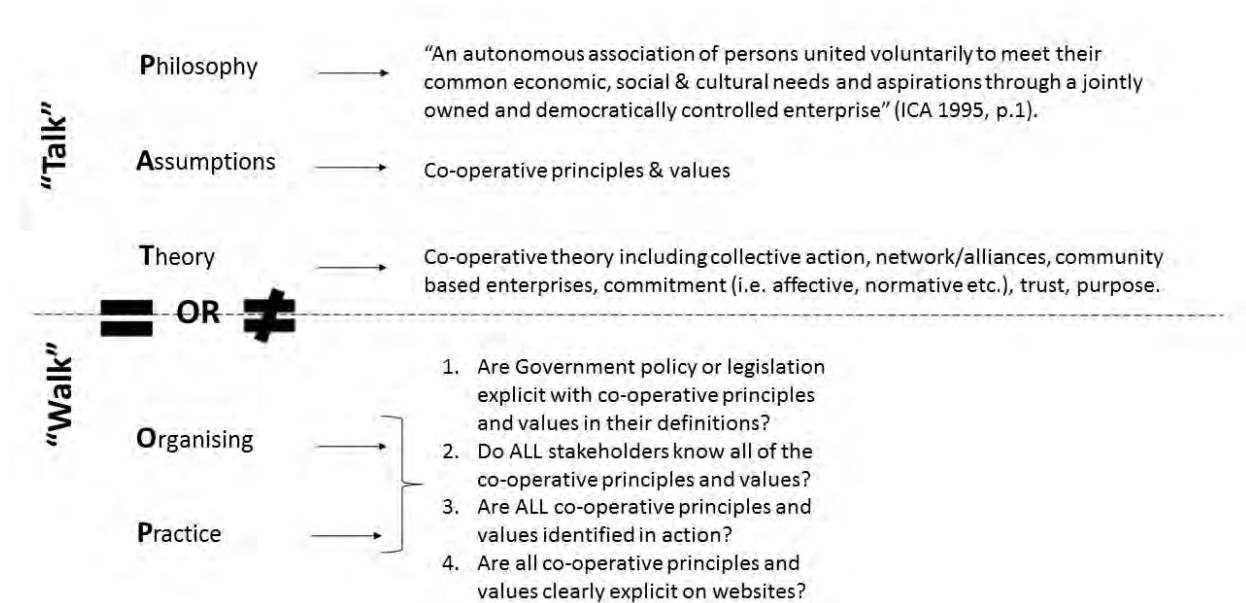 "Talk"
Philosophy
“An autonomous association of persons united voluntarily to meet their
common economic, social & cultural needs and aspirations through a jointly
owned and democratically controlled enterprise” (ICA 1995, p.1).
Assumptions
Co-operative principles & values
Theory
Co-operative theory including collective action, network/alliances, community
based enterprises, commitment (i.e. affective, normative etc.), trust, purpose.
= OR ≠
"Walk"
Organising
Practice
1. Are Government policy or legislation
explicit with co-operative principles
and values in their definitions?
2. Do ALL stakeholders know all of the
co-operative principles and values?
3. Are ALL co-operative principles and
values identified in action?
4. Are all co-operative principles and
values clearly explicit on websites?